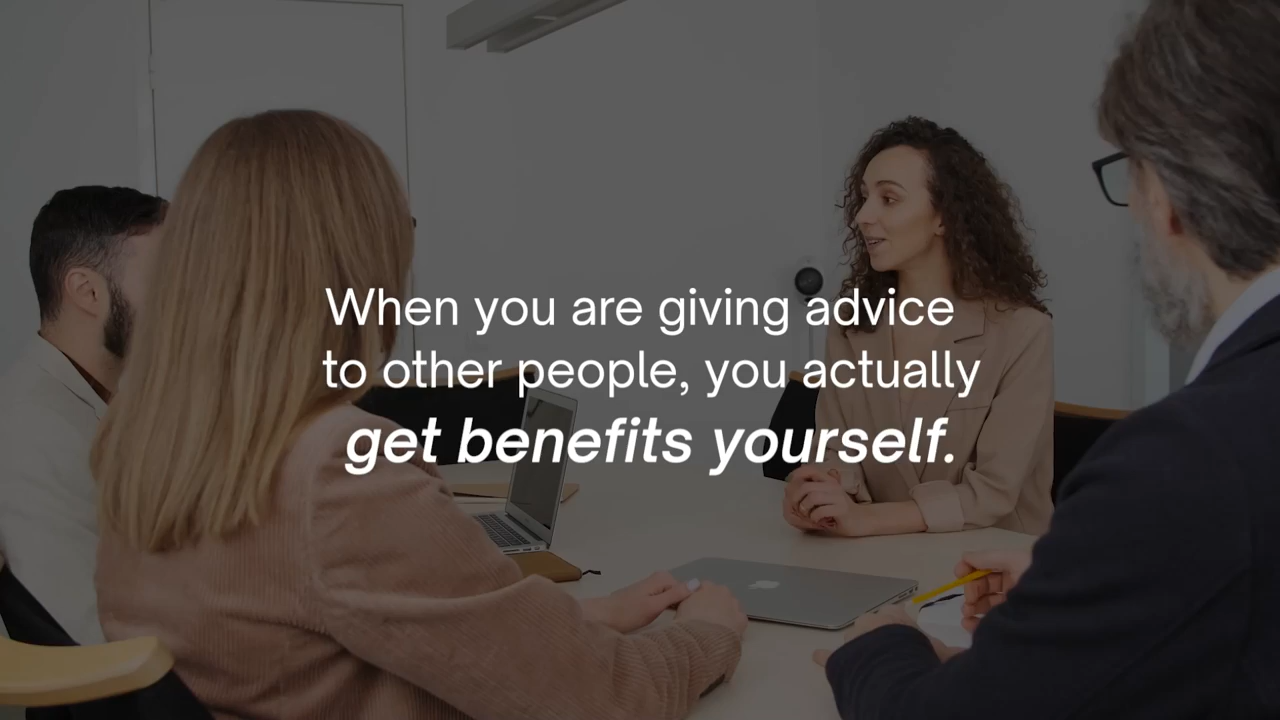 When you are giving advice
to other people, you actually
get benefits yourself.